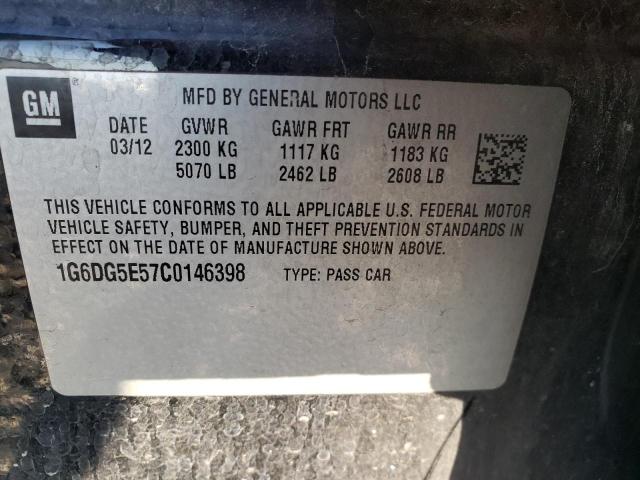 GM ® MFD BY GENERAL MOTORS LLC
DATE GVWR GAWR FRT GAWR RR
03/12 2300 KG 1117 KG 1183 KG
5070 LB 2462 LB 2608 LB
THIS VEHICLE CONFORMS TO ALL APPLICABLE U.S. FEDERAL MOTOR
VEHICLE SAFETY, BUMPER, AND THEFT PREVENTION STANDARDS IN
EFFECT ON THE DATE OF MANUFACTURE SHOWN ABOVE.
1G6DG5E57C0146398 TYPE: PASS CAR